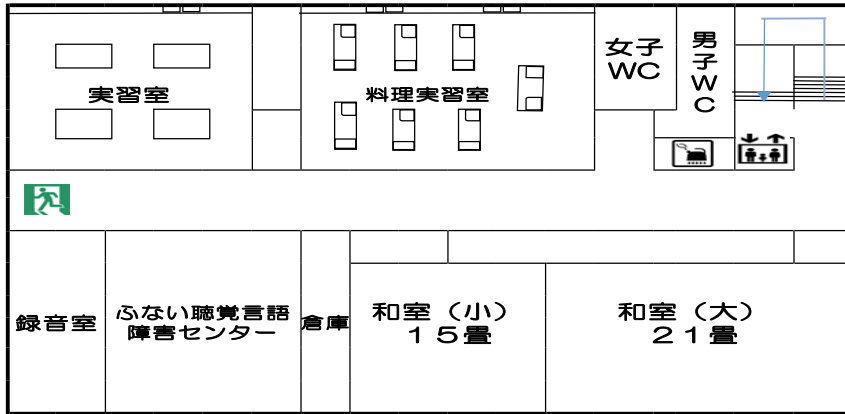 実習室
料理実習室
女子
WC
男子WC
録音室
ふない聴覚言語
障害センター
倉庫
和室（小）
１５畳
和室（大）
２１畳